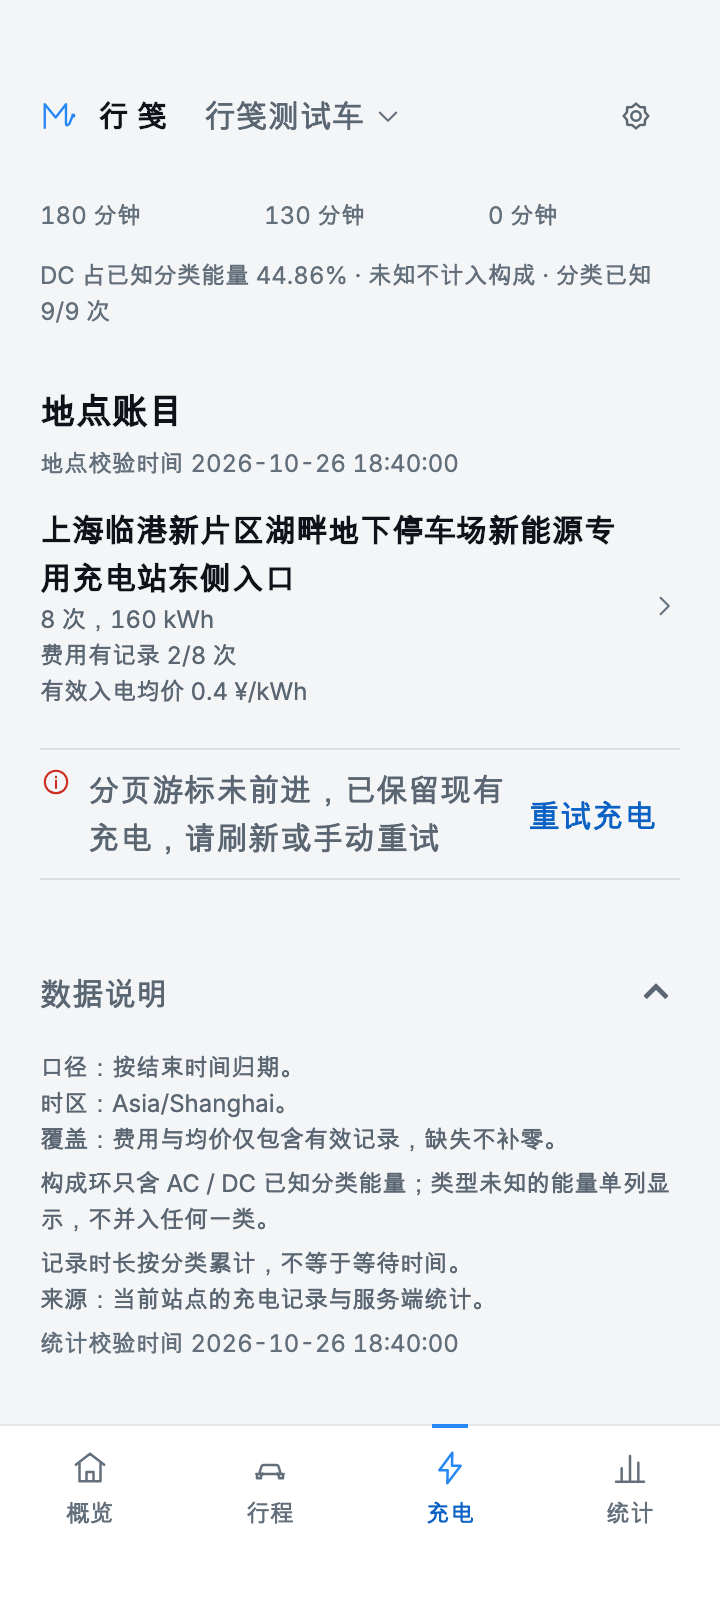 行笺 行笺测试车
180 分钟 130 分钟 0 分钟
DC 占已知分类能量 44.86% · 未知不计入构成 · 分类已知
9/9 次
地点账目
地点校验时间 2026-10-26 18:40:00
上海临港新片区湖畔地下停车场新能源专
用充电站东侧入口
8 次，160 kWh
费用有记录 2/8 次
有效入电均价 0.4 ¥/kWh
分页游标未前进，已保留现有
充电，请刷新或手动重试
重试充电
数据说明
口径：按结束时间归期。
时区：Asia/Shanghai。
覆盖：费用与均价仅包含有效记录，缺失不补零。
构成环只含 AC / DC 已知分类能量；类型未知的能量单列显
示，不并入任何一类。
记录时长按分类累计，不等于等待时间。
来源：当前站点的充电记录与服务端统计。
统计校验时间 2026-10-26 18:40:00
概览 行程 充电 统计